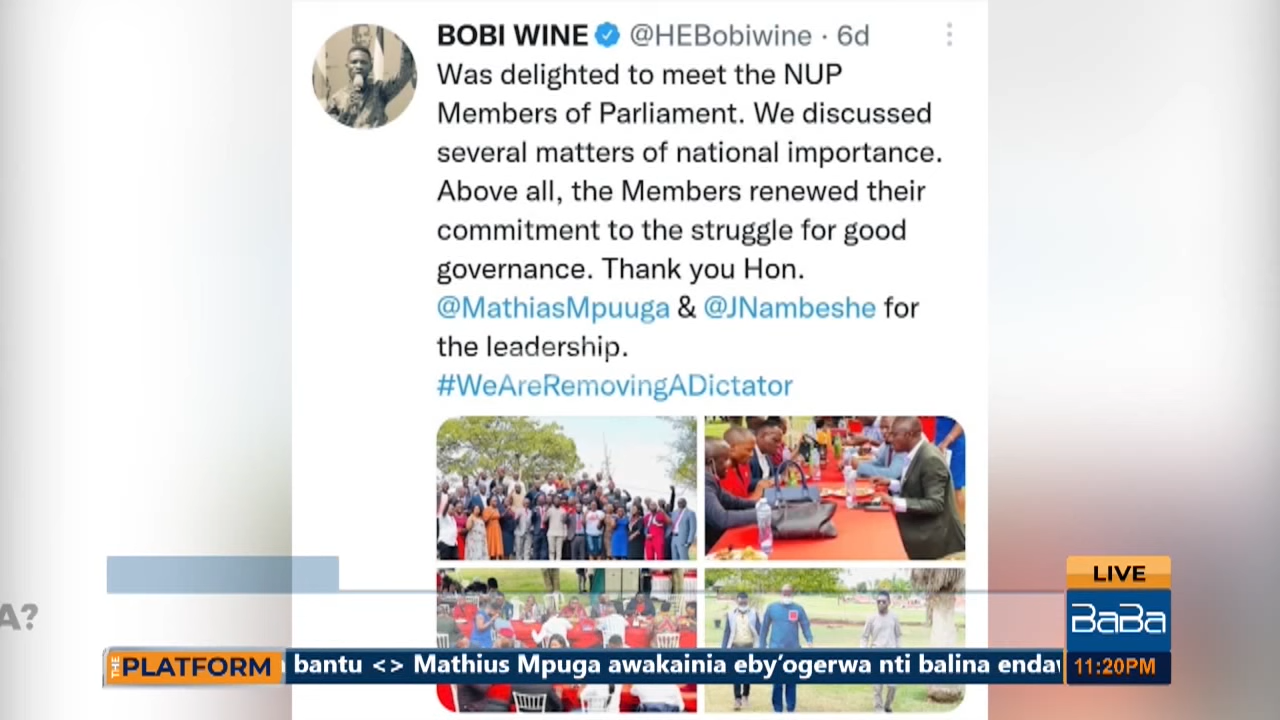 BOBI WINE @HEBobiwine · 6d
Was delighted to meet the NUP
Members of Parliament. We discussed
several matters of national importance.
Above all, the Members renewed their
commitment to the struggle for good
governance. Thank you Hon.
@MathiasMpuuga & @JNambeshe for
the leadership.
#WeAreRemovingADictator
A?
LIVE
BaBa
11:20PM
THE PLATFORM
bantu <> Mathius Mpuga awakainia eby'ogerwa nti balina